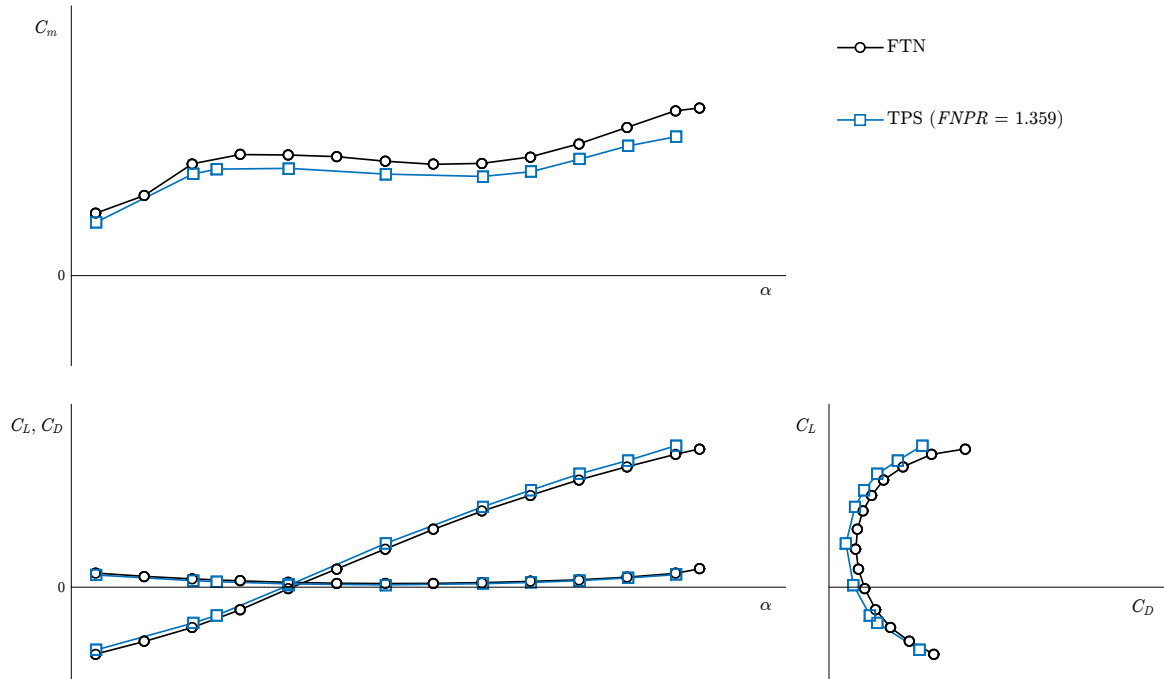 C_m
FTN
TPS (FNPR = 1.359)
0
α
C_L, C_D
C_L
0
α
C_D